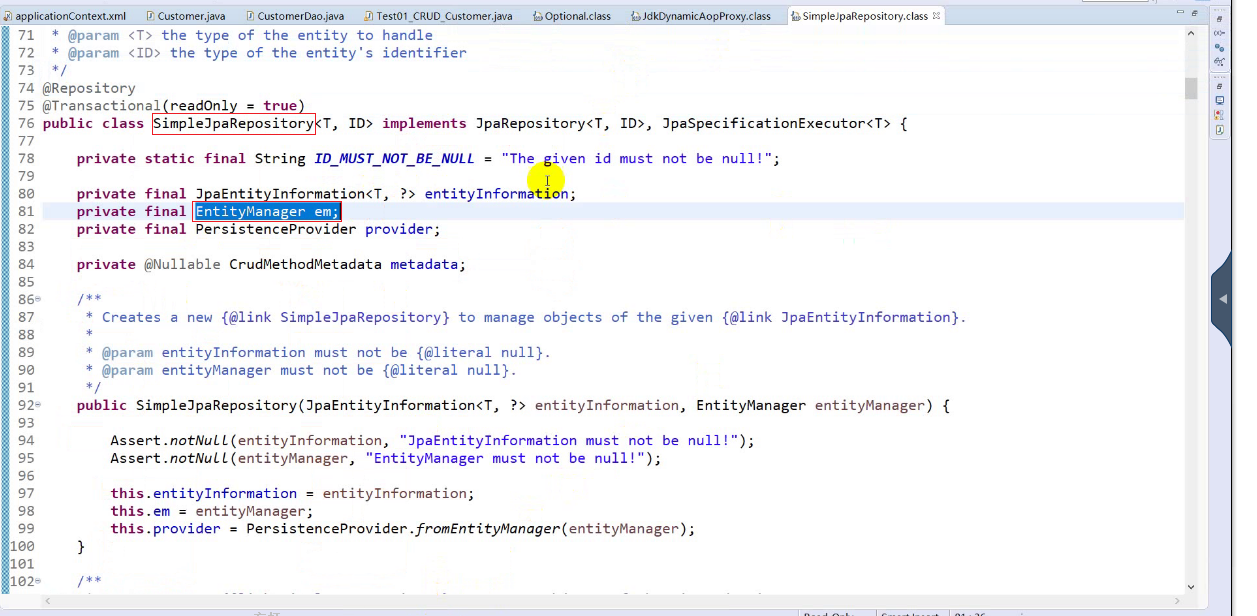 applicationContext.xml Customer.java CustomerDao.java Test01_CRUD_Customer.java Optional.class JdkDynamicAopProxy.class SimpleJpaRepository.class
71 * @param <T> the type of the entity to handle
72 * @param <ID> the type of the entity's identifier
73 */
74 @Repository
75 @Transactional(readOnly = true)
76 public class SimpleJpaRepository<T, ID> implements JpaRepository<T, ID>, JpaSpecificationExecutor<T> {
77
78 private static final String ID_MUST_NOT_BE_NULL = "The given id must not be null!";
79
80 private final JpaEntityInformation<T, ?> entityInformation;
81 private final EntityManager em;
82 private final PersistenceProvider provider;
83
84 private @Nullable CrudMethodMetadata metadata;
85
86 /**
87 * Creates a new {@link SimpleJpaRepository} to manage objects of the given {@link JpaEntityInformation}.
88 *
89 * @param entityInformation must not be {@literal null}.
90 * @param entityManager must not be {@literal null}.
91 */
92 public SimpleJpaRepository(JpaEntityInformation<T, ?> entityInformation, EntityManager entityManager) {
93
94 Assert.notNull(entityInformation, "JpaEntityInformation must not be null!");
95 Assert.notNull(entityManager, "EntityManager must not be null!");
96
97 this.entityInformation = entityInformation;
98 this.em = entityManager;
99 this.provider = PersistenceProvider.fromEntityManager(entityManager);
100 }
101
102 /**